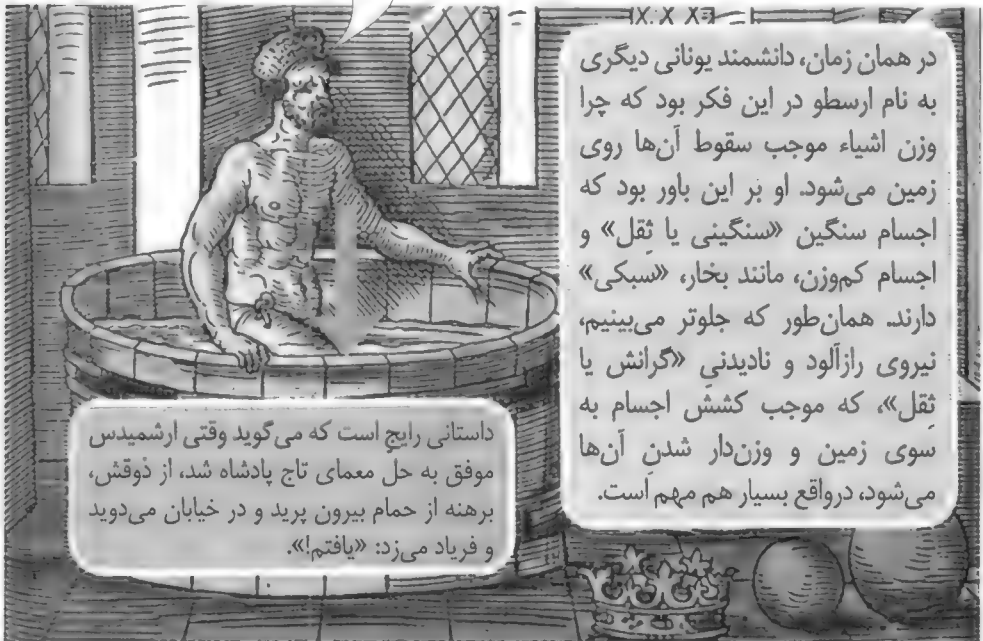 در همان زمان، دانشمند یونانی دیگری
به نام ارسطو در این فکر بود که چرا
وزن اشیاء موجب سقوط آن‌ها روی
زمین می‌شود. او بر این باور بود که
اجسام سنگین «سنگینی یا ثِقل» و
اجسام کم‌وزن، مانند بخار، «سبکی»
دارند. همان‌طور که جلوتر می‌بینیم،
نیروی رازآلود و نادیدنیِ «گرانش یا
ثِقل»، که موجب کشش اجسام به
سوی زمین و وزن‌دار شدنِ آن‌ها
می‌شود، درواقع بسیار هم مهم است.
داستانی رایج است که می‌گوید وقتی ارشمیدس
موفق به حل معمای تاج پادشاه شد، از ذوقش،
برهنه از حمام بیرون پرید و در خیابان می‌دوید
و فریاد می‌زد: «یافتم!».